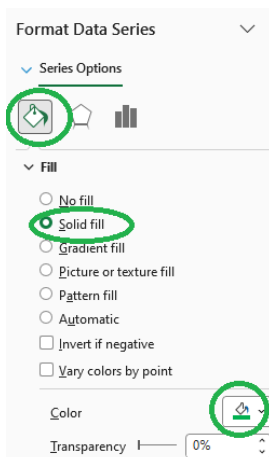 Format Data Series
Series Options
Fill
No fill
Solid fill
Gradient fill
Picture or texture fill
Pattern fill
Automatic
Invert if negative
Vary colors by point
Color
Transparency 0%